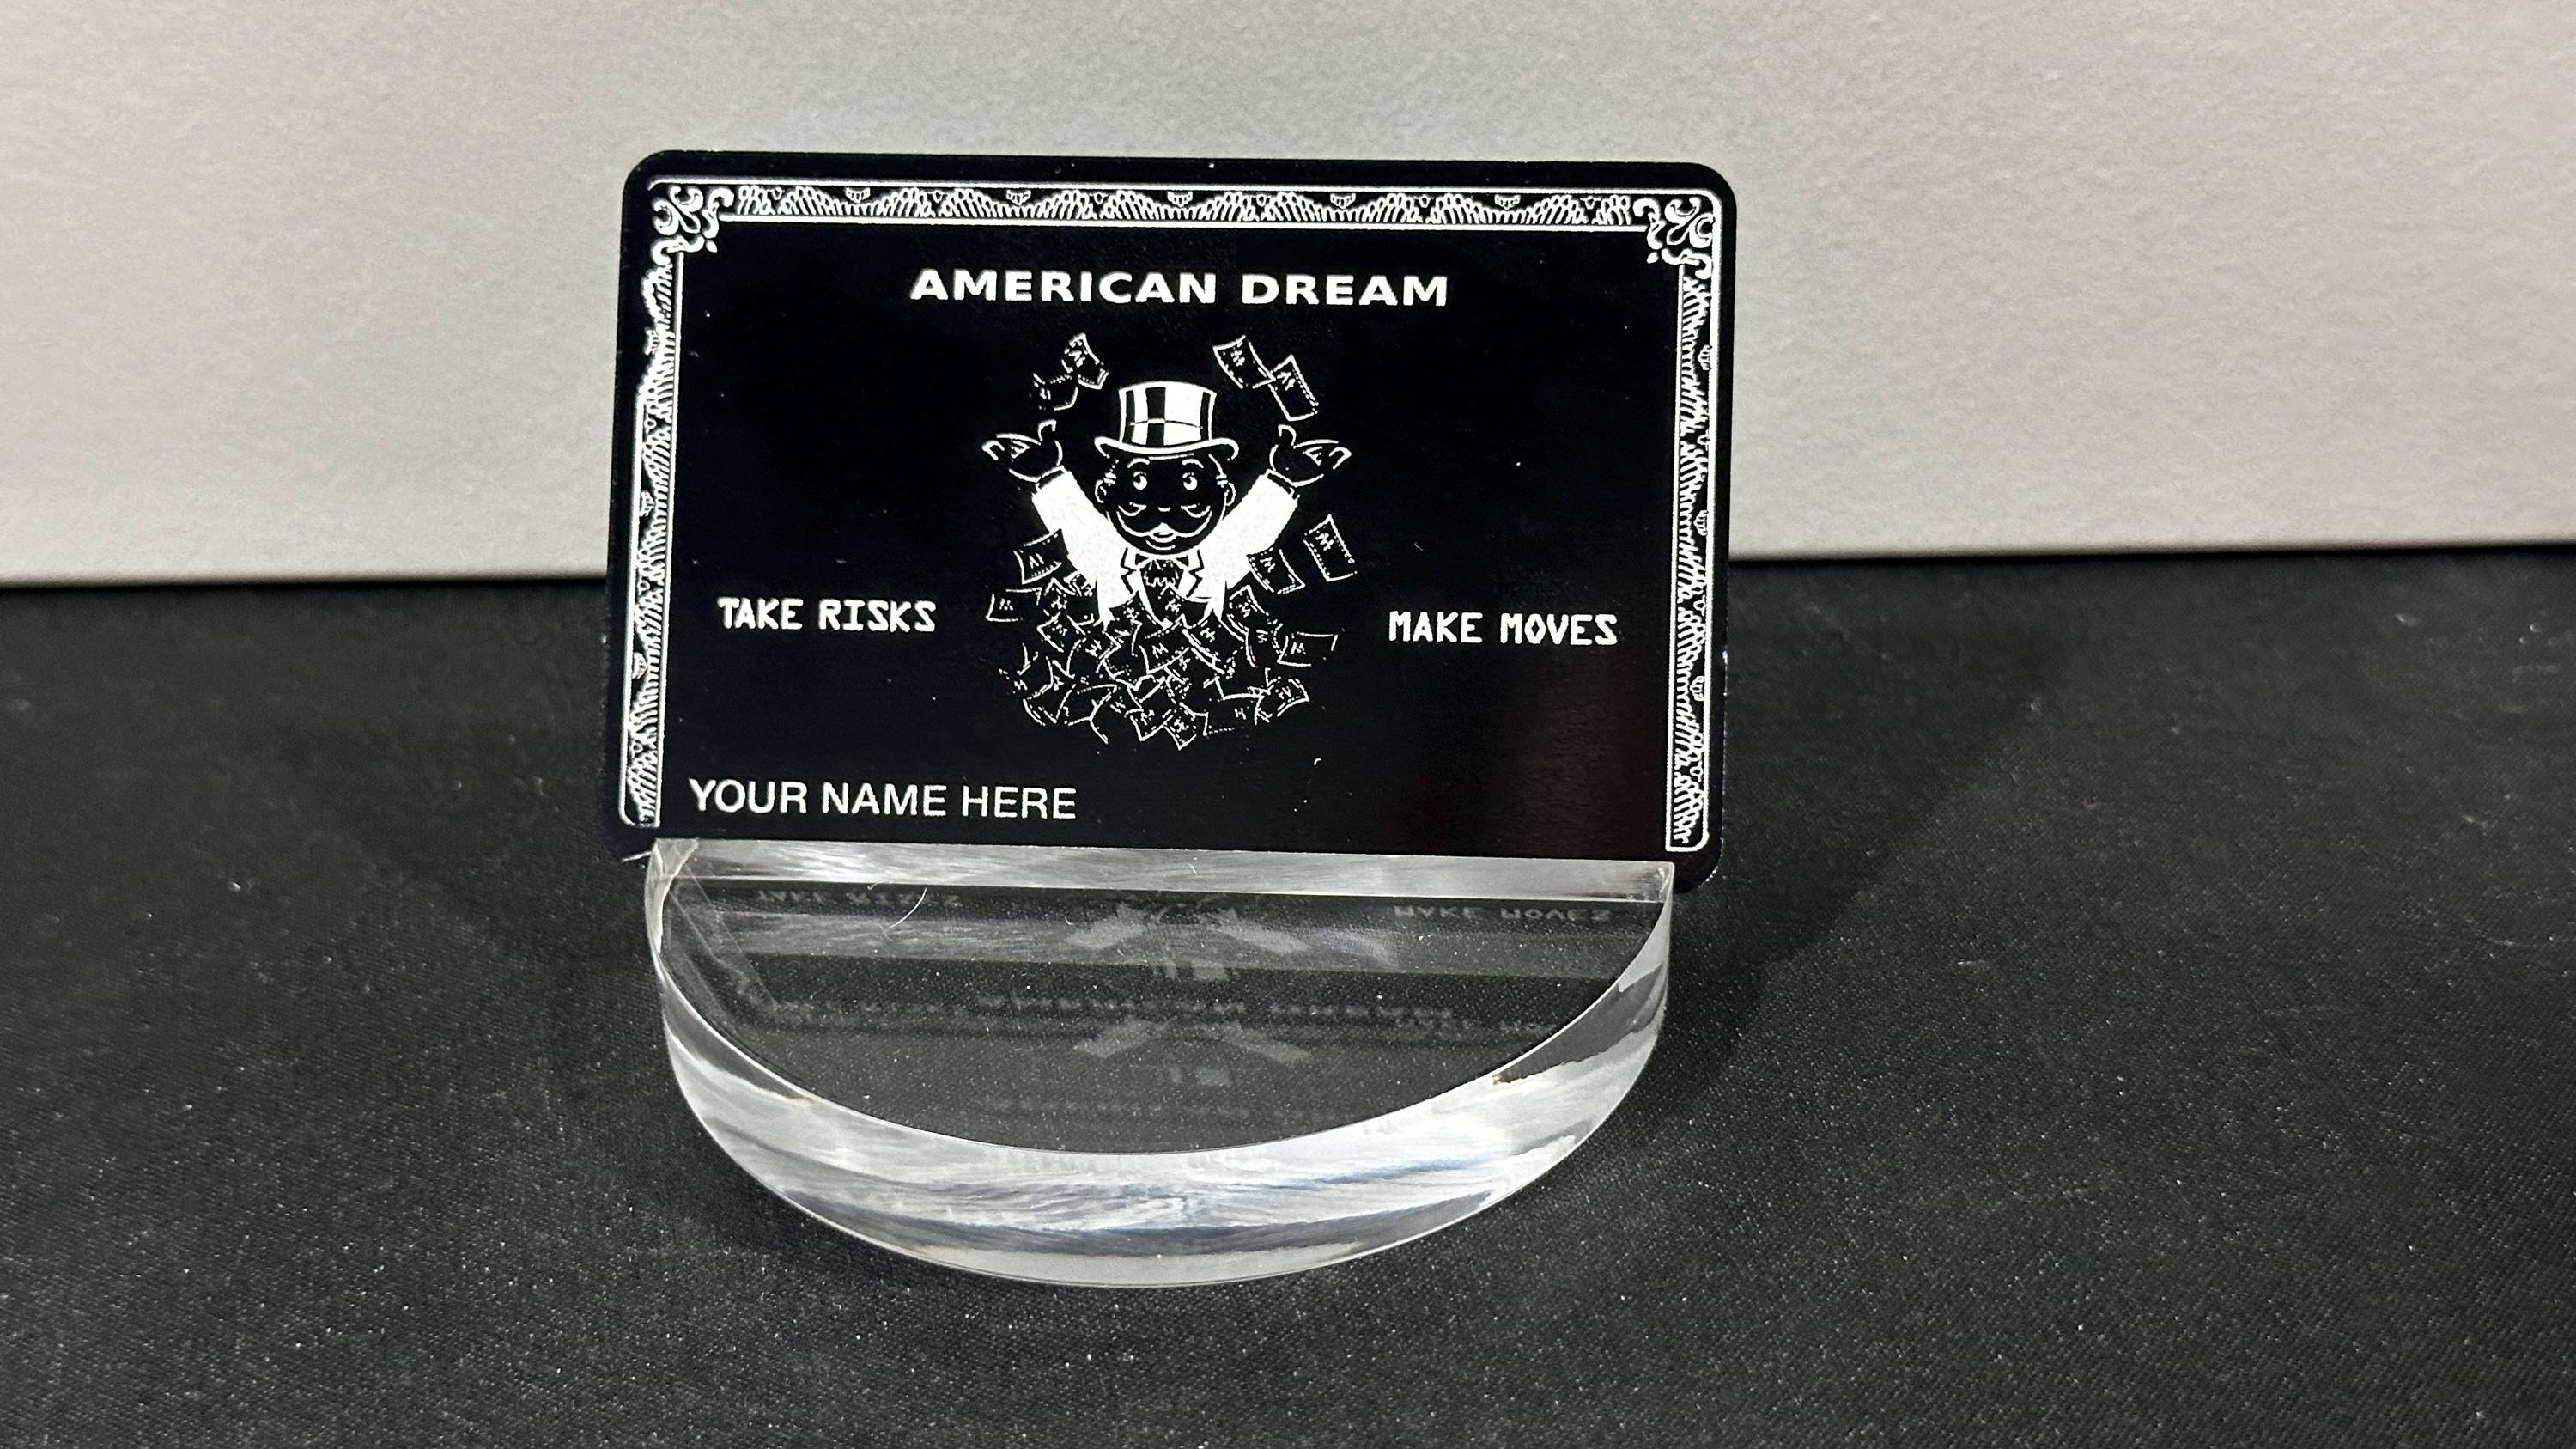 AMERICAN DREAM
TAKE RISKS
MAKE MOVES
YOUR NAME HERE